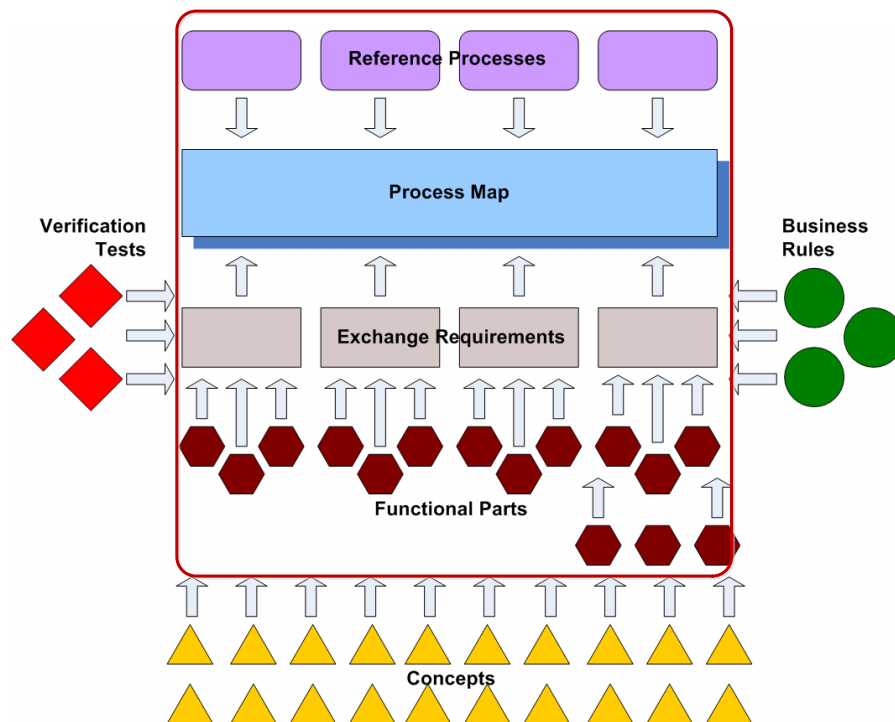 Reference Processes
Process Map
Verification
Tests
Business
Rules
Exchange Requirements
Functional Parts
Concepts